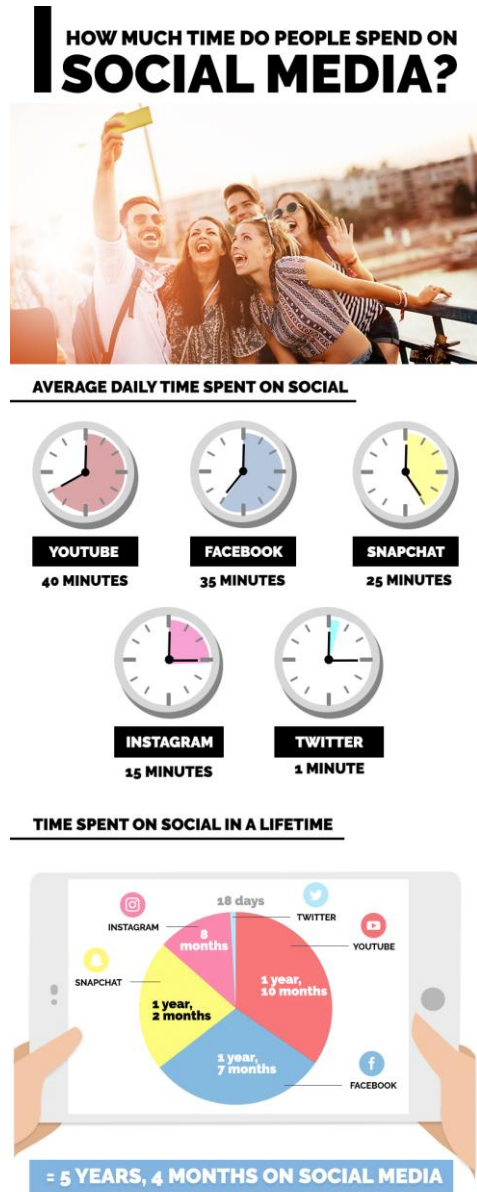 HOW MUCH TIME DO PEOPLE SPEND ON
SOCIAL MEDIA?
AVERAGE DAILY TIME SPENT ON SOCIAL
YOUTUBE
40 MINUTES
FACEBOOK
35 MINUTES
SNAPCHAT
25 MINUTES
INSTAGRAM
15 MINUTES
TWITTER
1 MINUTE
TIME SPENT ON SOCIAL IN A LIFETIME
18 days
TWITTER
INSTAGRAM
8
months
YOUTUBE
1 year,
10 months
SNAPCHAT
1 year,
2 months
1 year,
7 months
f
FACEBOOK
= 5 YEARS, 4 MONTHS ON SOCIAL MEDIA